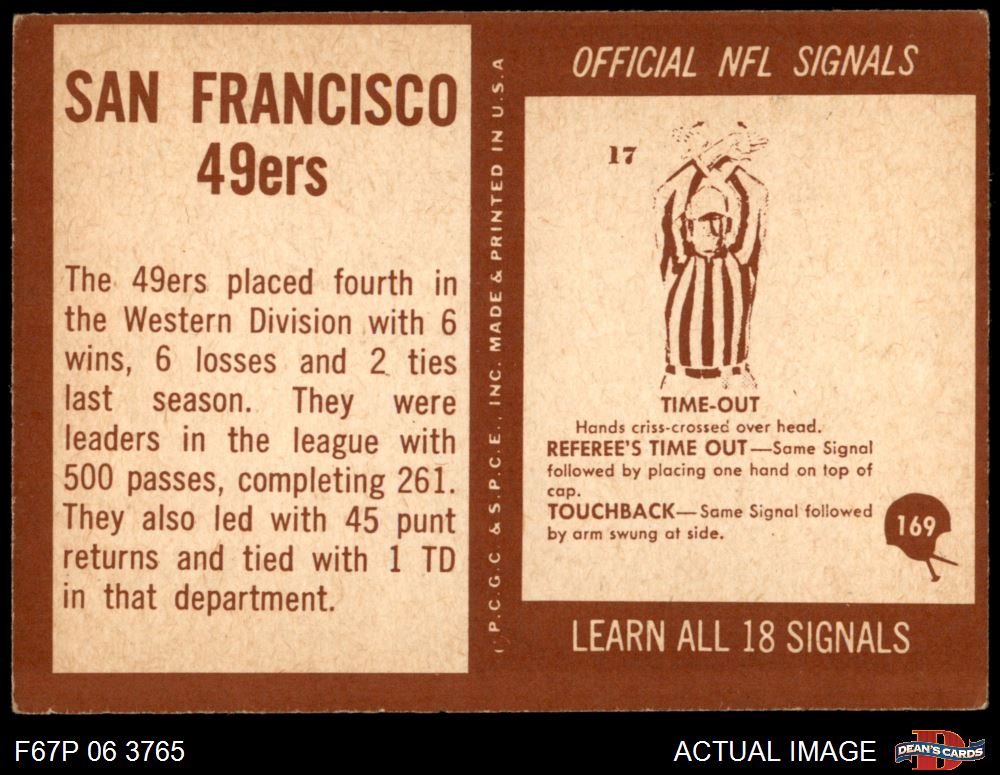 SAN FRANCISCO
49ers
The 49ers placed fourth in
the Western Division with 6
wins, 6 losses and 2 ties
last season. They were
leaders in the league with
500 passes, completing 261.
They also led with 45 punt
returns and tied with 1 TD
in that department.
P.C.G.C & S.P.C.E., INC. MADE & PRINTED IN U.S.A
OFFICIAL NFL SIGNALS
17
TIME-OUT
Hands criss-crossed over head.
REFEREE'S TIME OUT—Same Signal
followed by placing one hand on top of
cap.
TOUCHBACK—Same Signal followed
by arm swung at side.
169
LEARN ALL 18 SIGNALS
F67P 06 3765
ACTUAL IMAGE
DEAN'S CARDS